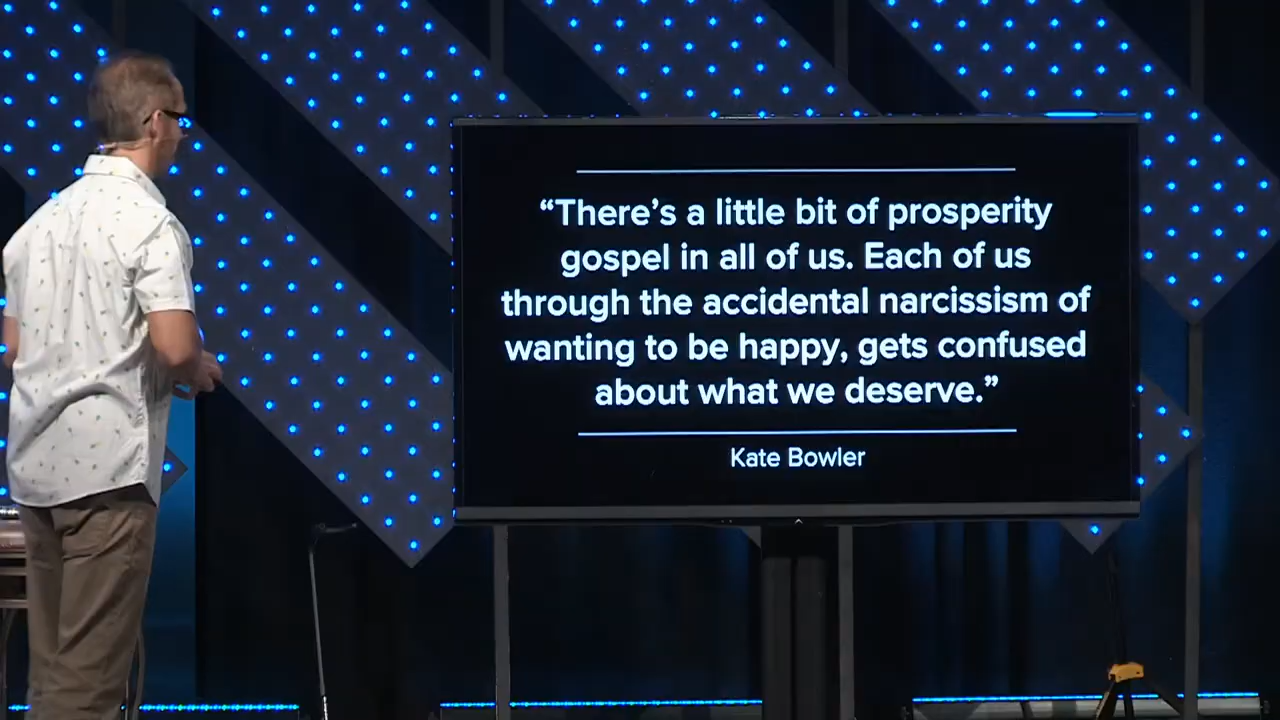 “There’s a little bit of prosperity
gospel in all of us. Each of us
through the accidental narcissism of
wanting to be happy, gets confused
about what we deserve.”
Kate Bowler